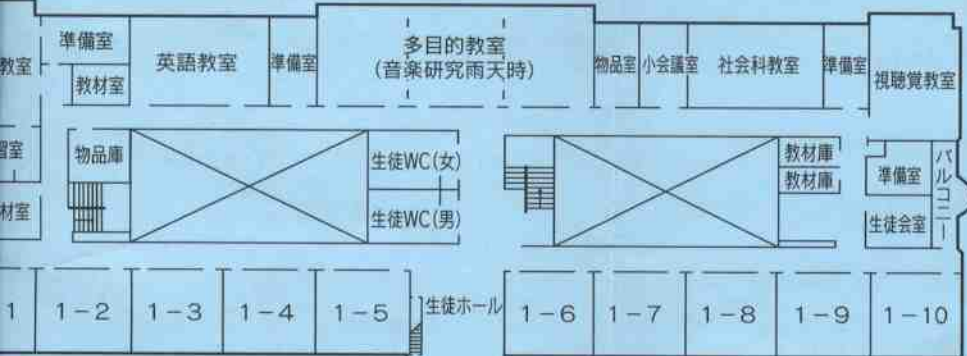 教室
準備室
教材室
英語教室
準備室
多目的教室
(音楽研究雨天時)
物品室
小会議室
社会科教室
準備室
視聴覚教室
習室
物品庫
生徒WC(女)
生徒WC(男)
教材庫
教材庫
準備室
バルコニー
材室
生徒会室
1
1-2
1-3
1-4
1-5
生徒ホール
1-6
1-7
1-8
1-9
1-10